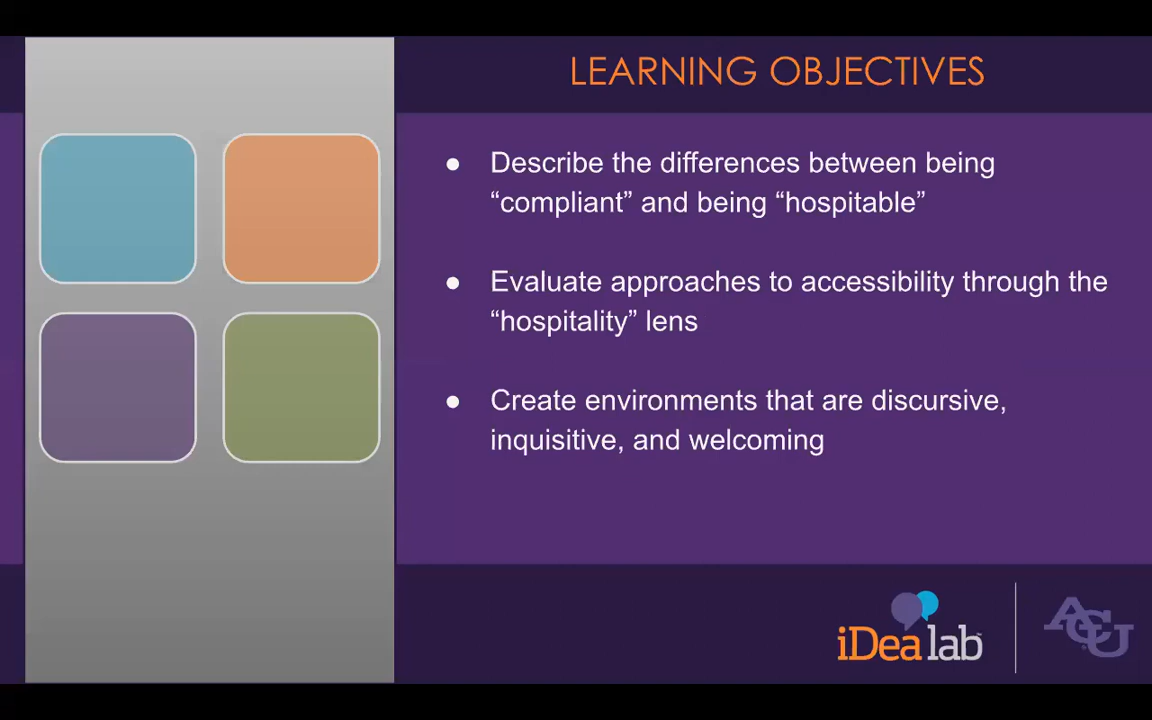 LEARNING OBJECTIVES
● Describe the differences between being
“compliant” and being “hospitable”
● Evaluate approaches to accessibility through the
“hospitality” lens
● Create environments that are discursive,
inquisitive, and welcoming
iDea lab
ACU